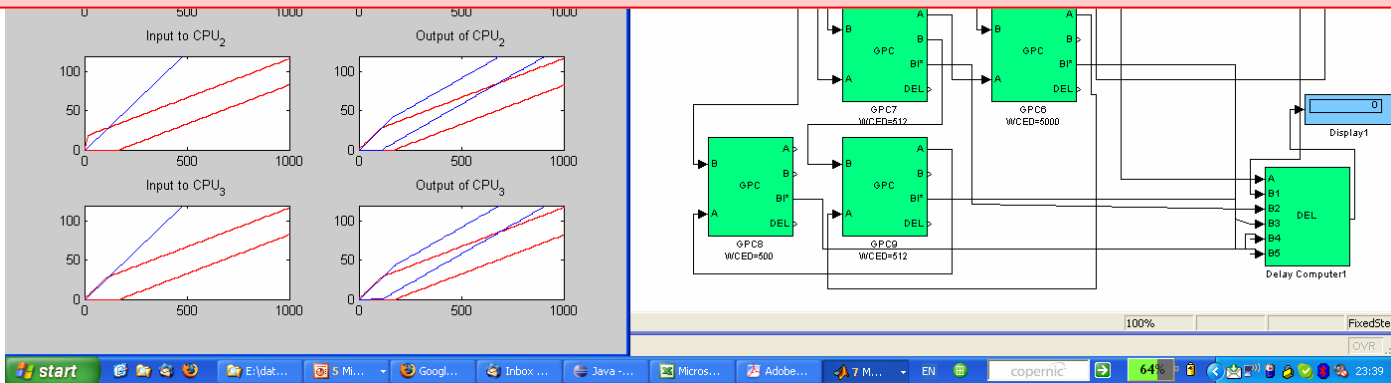 0 500 1000 0 500 1000
Input to CPU2
100
50
0
0 500 1000
Output of CPU2
100
50
0
0 500 1000
Input to CPU3
100
50
0
0 500 1000
Output of CPU3
100
50
0
0 500 1000
A
B
GPC
B
BI*
A
DEL
GPC7
WCED=512
A
B
GPC
B
BI*
A
DEL
GPC6
WCED=5000
0
Display1
A
B
B
GPC
BI*
A
DEL
GPC8
WCED=500
A
B
B
GPC
BI*
A
DEL
GPC9
WCED=512
A
B1
B2
DEL
B3
B4
B5
Delay Computer1
100%
FixedSte
OVR
start
E:\dat...
5 Mi...
Googl...
Inbox ...
Java -...
Micros...
Adobe...
7 M...
EN
copernic
64%
23:39